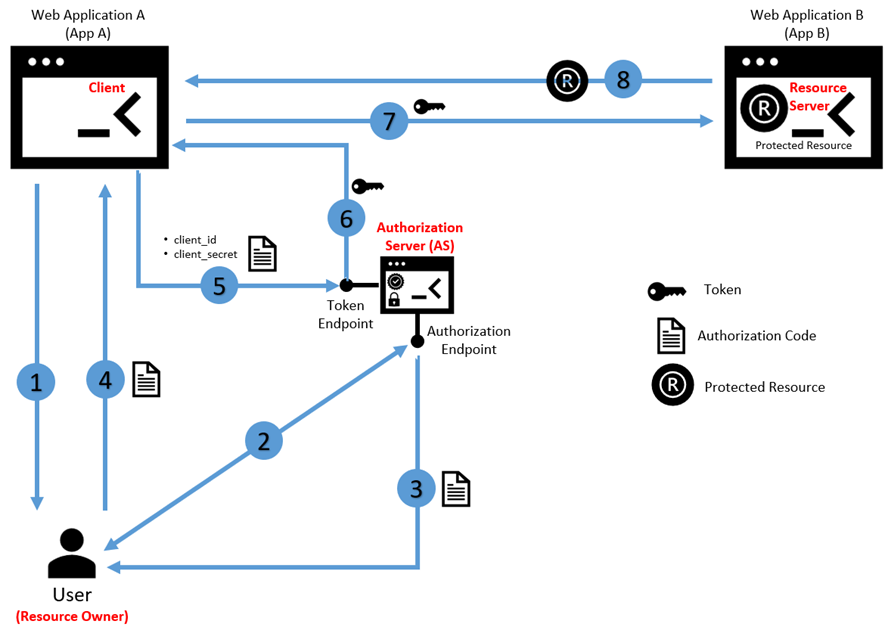 Web Application A
(App A)
Web Application B
(App B)
Client
R
8
R
Resource
Server
Protected Resource
7
6
Authorization
Server (AS)
• client_id
• client_secret
5
Token
Endpoint
Authorization
Endpoint
Token
Authorization Code
R
Protected Resource
1
4
2
3
User
(Resource Owner)